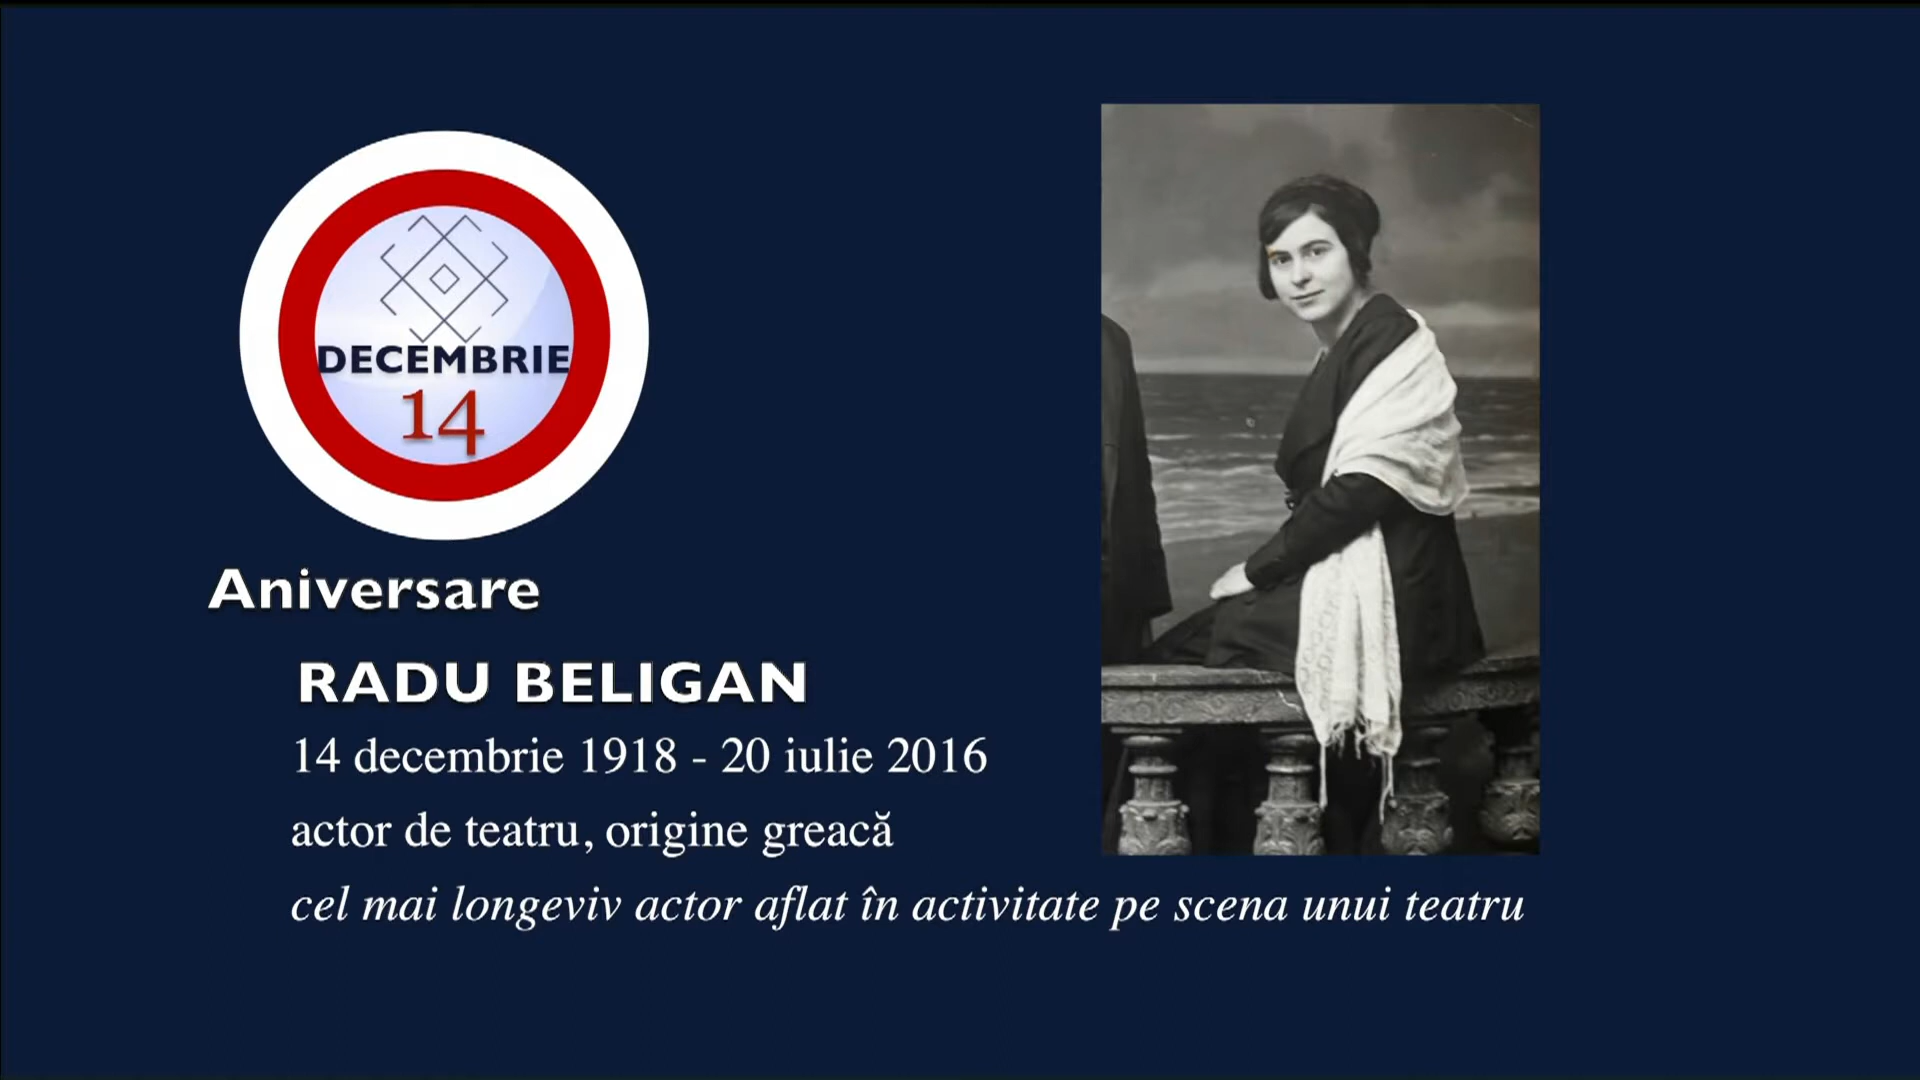 DECEMBRIE
14
Aniversare
RADU BELIGAN
14 decembrie 1918 - 20 iulie 2016
actor de teatru, origine greacă
cel mai longeviv actor aflat în activitate pe scena unui teatru